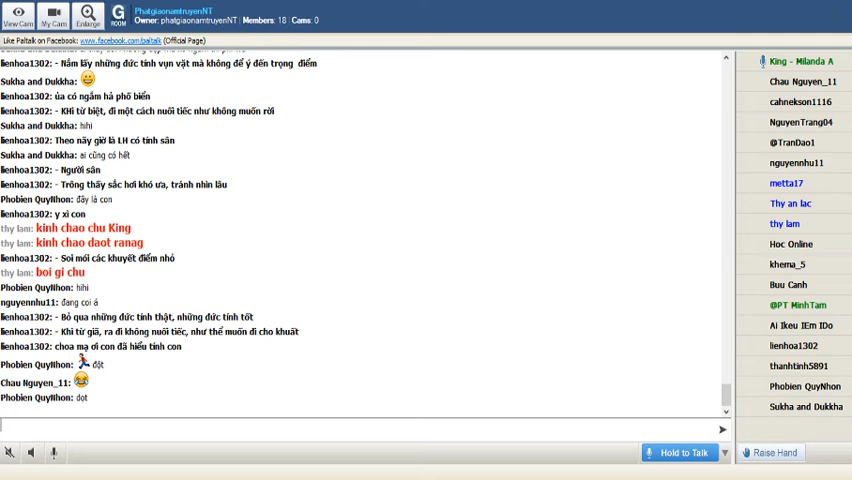 PhatgiaonamtruyenNT
Owner: phatgiaonamtruyenNT | Members: 18 | Cams: 0
View Cam
My Cam
Enlarge
G
ROOM
Like Paltalk on Facebook: www.facebook.com/paltalk (Official Page)
lienhoa1302: - Nắm lấy những đức tính vụn vặt mà không để ý đến trọng điểm
Sukha and Dukkha:
lienhoa1302: ủa có ngắm hả phố biển
lienhoa1302: - KHi từ biệt, đi một cách nuối tiếc như không muốn rời
Sukha and Dukkha: hihi
lienhoa1302: Theo nãy giờ là LH có tính sân
Sukha and Dukkha: ai cũng có hết
lienhoa1302: - Người sân
lienhoa1302: - Trông thấy sắc hơi khó ưa, tránh nhìn lâu
Phobien QuyNhon: đấy là con
lienhoa1302: y xì con
thy lam: kinh chao chu King
thy lam: kinh chao daot ranag
lienhoa1302: - Soi mói các khuyết điểm nhỏ
thy lam: boi gi chu
Phobien QuyNhon: hihi
nguyennhu11: đang coi á
lienhoa1302: - Bỏ qua những đức tính thật, những đức tính tốt
lienhoa1302: - Khi từ giã, ra đi không nuối tiếc, như thể muốn đi cho khuất
lienhoa1302: choa mạ ơi con đã hiểu tính con
Phobien QuyNhon: đột
Chau Nguyen_11:
Phobien QuyNhon: dọt
Hold to Talk
King - Milanda A
Chau Nguyen_11
cahnekson1116
NguyenTrang04
@TranDao1
nguyennhu11
metta17
Thy an lac
thy lam
Hoc Online
khema_5
Buu Canh
@PT MinhTam
Ai lkeu IEm IDo
lienhoa1302
thanhtinh5891
Phobien QuyNhon
Sukha and Dukkha
Raise Hand